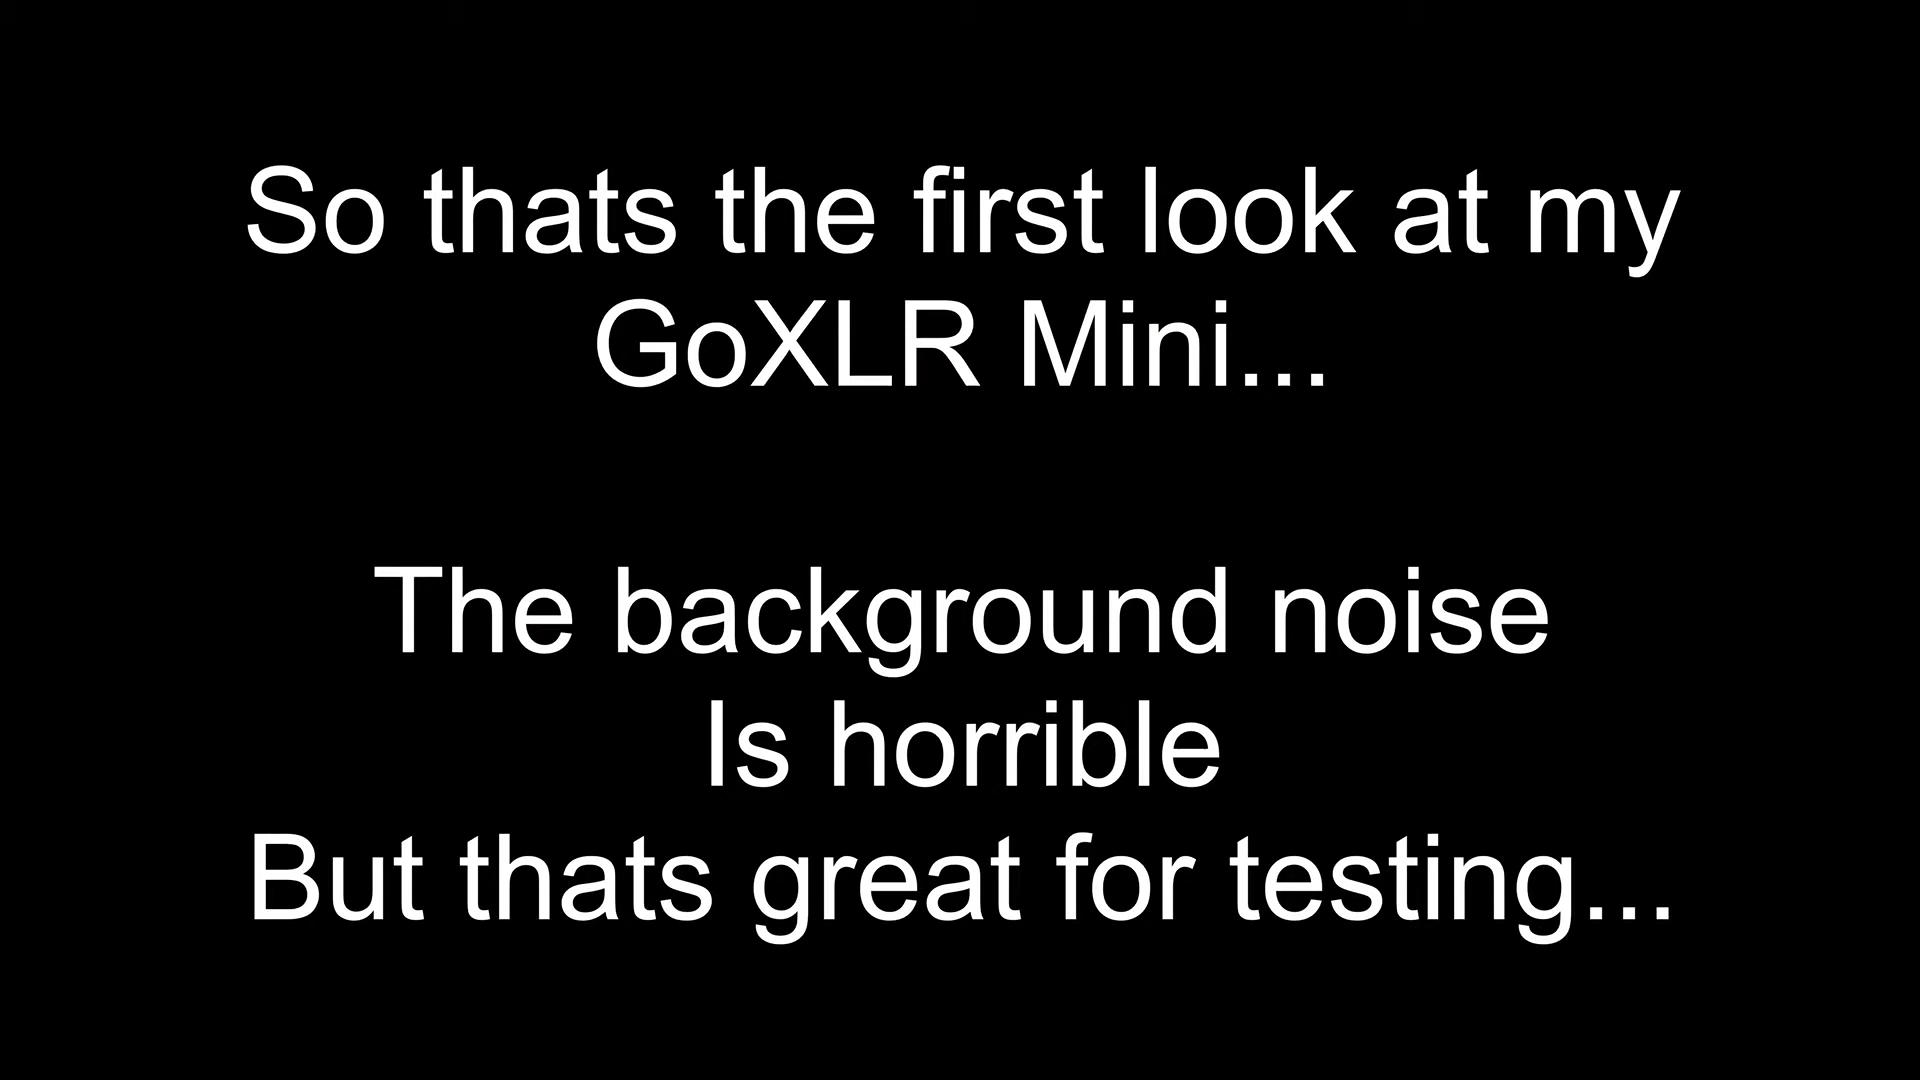 So thats the first look at my
GoXLR Mini...
The background noise
Is horrible
But thats great for testing...